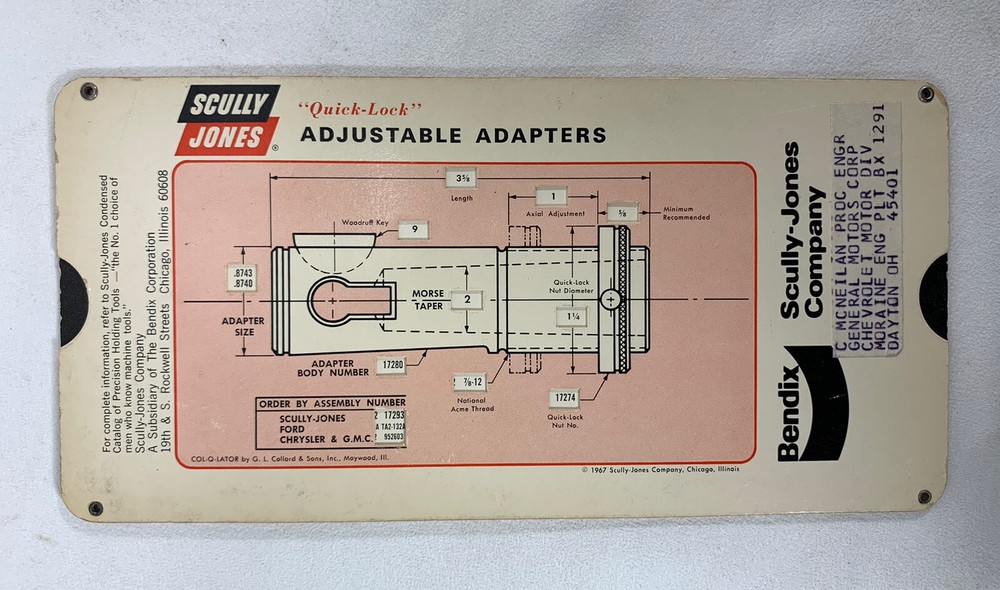 SCULLY
JONES
®
"Quick-Lock"
ADJUSTABLE ADAPTERS
3⅝
Length
1
Axial Adjustment
⅝
Minimum
Recommended
Woodruff Key
9
.8743
.8740
ADAPTER
SIZE
MORSE
TAPER
2
Quick-Lock
Nut Diameter
1¼
ADAPTER
BODY NUMBER
17280
⅞-12
National
Acme Thread
17274
Quick-Lock
Nut No.
ORDER BY ASSEMBLY NUMBER
SCULLY-JONES 17293
FORD TA2-132A
CHRYSLER & G.M.C. 952603
COL-Q-LATOR by G. L. Collard & Sons, Inc., Maywood, Ill.
© 1967 Scully-Jones Company, Chicago, Illinois
For complete information, refer to Scully-Jones Condensed
Catalog of Precision Holding Tools —"the No. 1 choice of
men who know machine tools."
Scully-Jones Company
A Subsidiary of The Bendix Corporation
19th & S. Rockwell Streets Chicago, Illinois 60608
Bendix
Scully-Jones
Company
C MCNEILAN PROC ENGR
GENERAL MOTORS CORP
CHEVROLET MOTOR DIV
MORAINE ENG PLT BX 1291
DAYTON OH 45401